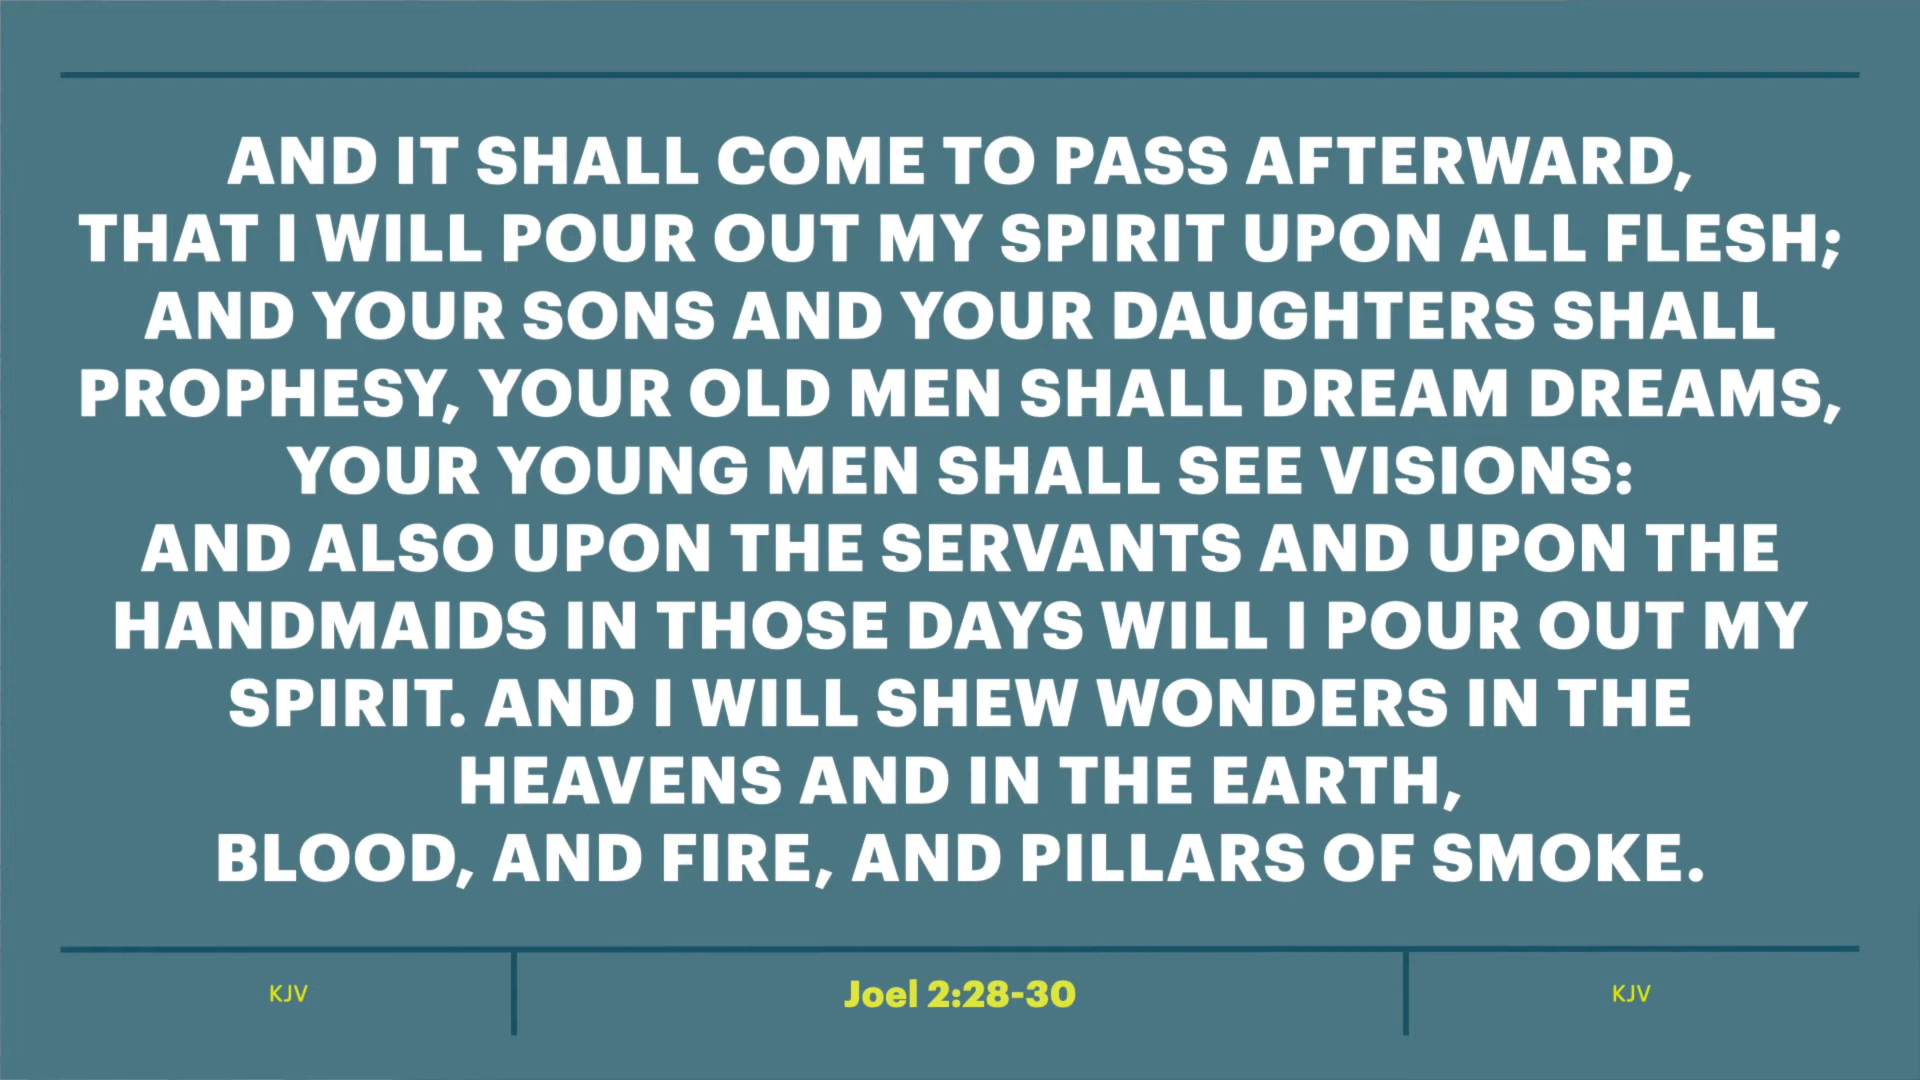 AND IT SHALL COME TO PASS AFTERWARD,
THAT I WILL POUR OUT MY SPIRIT UPON ALL FLESH;
AND YOUR SONS AND YOUR DAUGHTERS SHALL
PROPHESY, YOUR OLD MEN SHALL DREAM DREAMS,
YOUR YOUNG MEN SHALL SEE VISIONS:
AND ALSO UPON THE SERVANTS AND UPON THE
HANDMAIDS IN THOSE DAYS WILL I POUR OUT MY
SPIRIT. AND I WILL SHEW WONDERS IN THE
HEAVENS AND IN THE EARTH,
BLOOD, AND FIRE, AND PILLARS OF SMOKE.
KJV
Joel 2:28-30
KJV